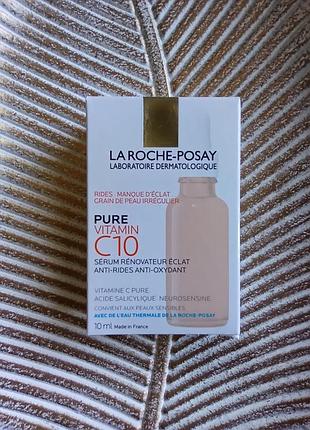 LA ROCHE-POSAY
LABORATOIRE DERMATOLOGIQUE
RIDES - MANQUE D'ÉCLAT
GRAIN DE PEAU IRRÉGULIER
PURE
VITAMIN
C10
SÉRUM RÉNOVATEUR ÉCLAT
ANTI-RIDES ANTI-OXYDANT
VITAMINE C PURE.
ACIDE SALICYLIQUE. NEUROSENSINE.
CONVIENT AUX PEAUX SENSIBLES
AVEC DE L'EAU THERMALE DE LA ROCHE-POSAY
10 ml Made in France